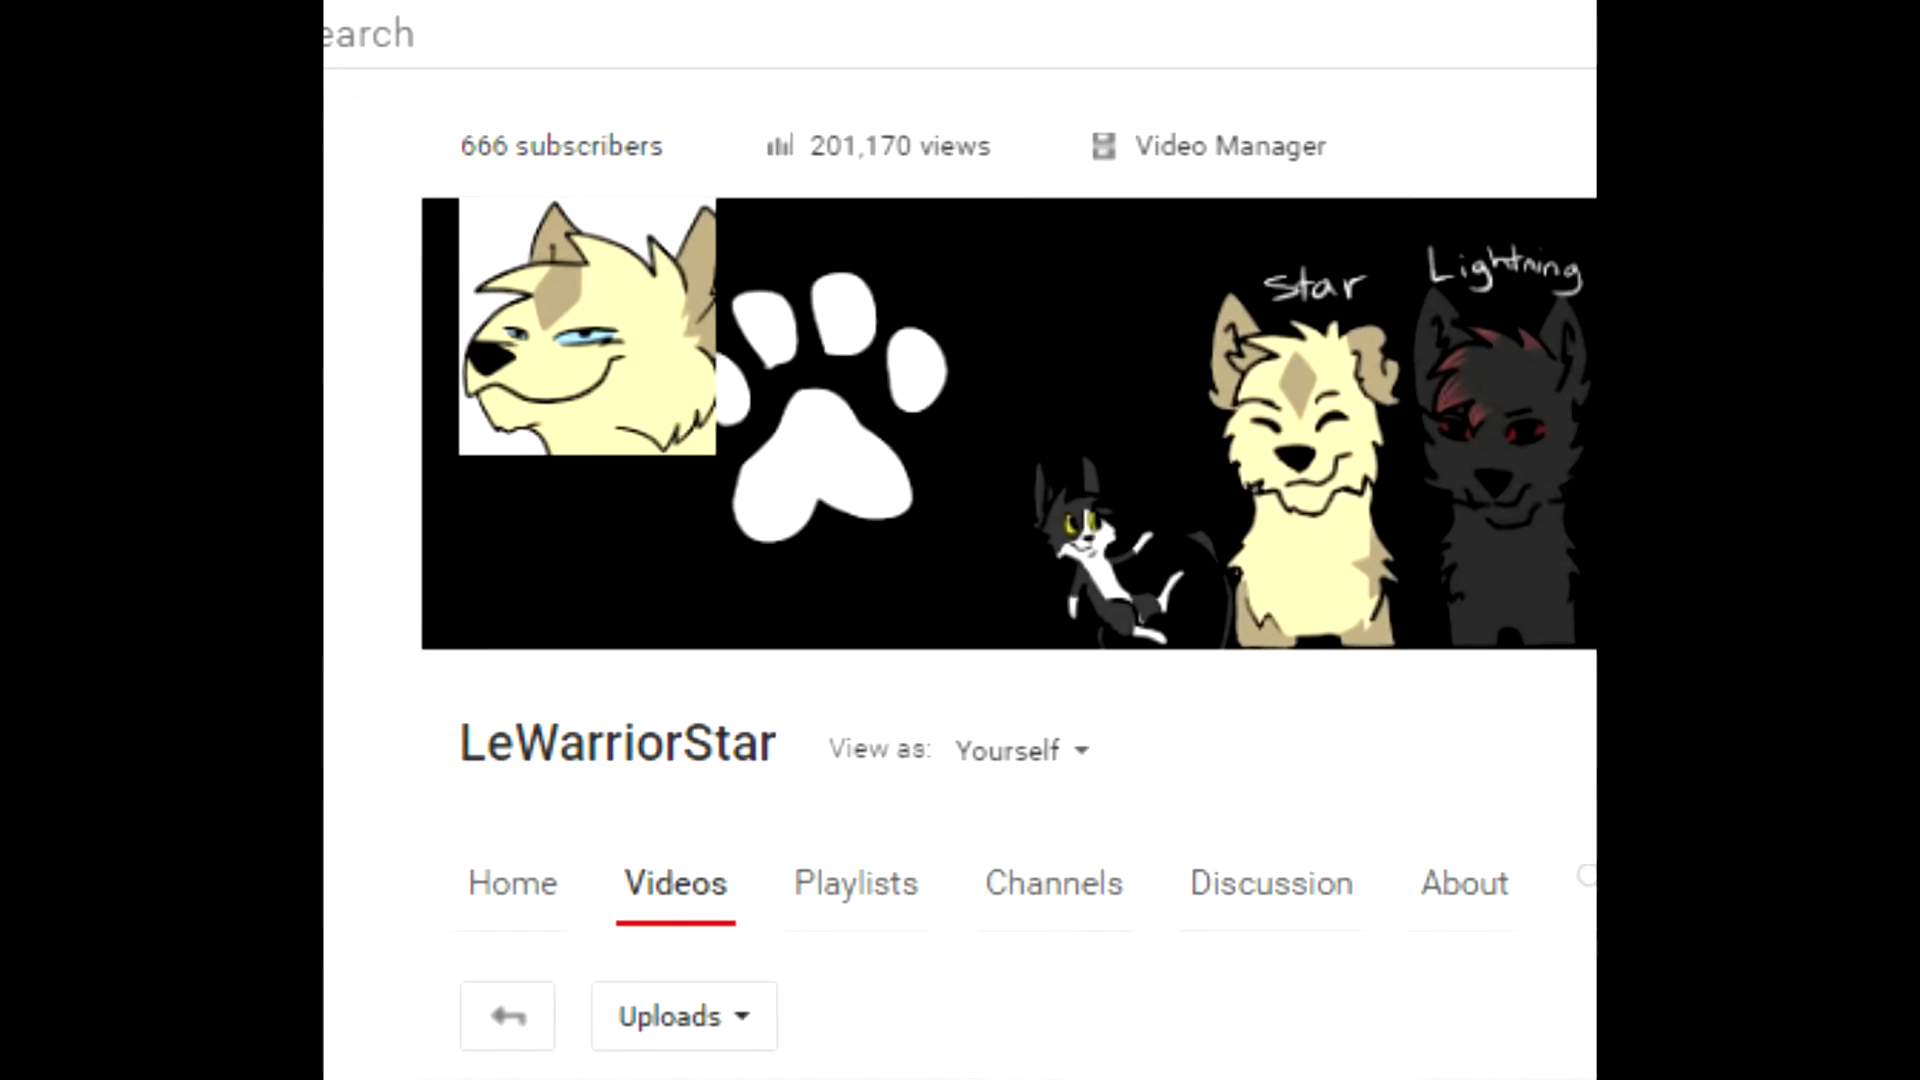 earch
666 subscribers 201,170 views Video Manager
Star Lightning
LeWarriorStar View as: Yourself
Home Videos Playlists Channels Discussion About
Uploads